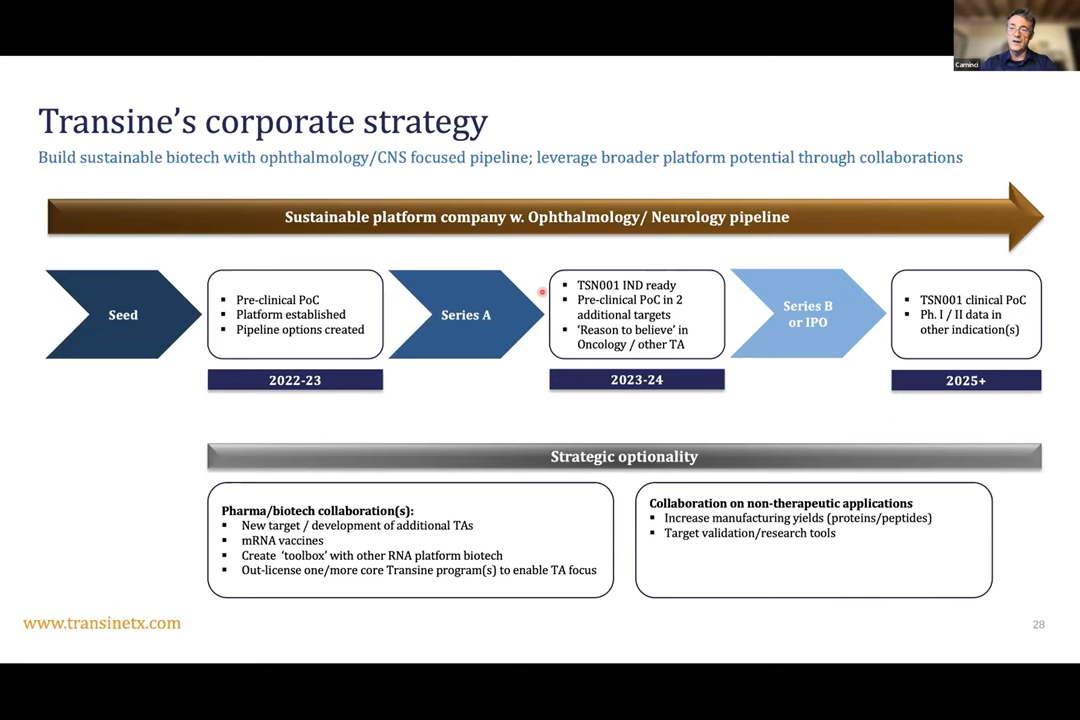 Carninci
Transine’s corporate strategy
Build sustainable biotech with ophthalmology/CNS focused pipeline; leverage broader platform potential through collaborations
Sustainable platform company w. Ophthalmology/ Neurology pipeline
Seed
▪ Pre-clinical PoC
▪ Platform established
▪ Pipeline options created
2022-23
Series A
▪ TSN001 IND ready
▪ Pre-clinical PoC in 2
additional targets
▪ ‘Reason to believe’ in
Oncology / other TA
2023-24
Series B
or IPO
▪ TSN001 clinical PoC
▪ Ph. I / II data in
other indication(s)
2025+
Strategic optionality
Pharma/biotech collaboration(s):
▪ New target / development of additional TAs
▪ mRNA vaccines
▪ Create ‘toolbox’ with other RNA platform biotech
▪ Out-license one/more core Transine program(s) to enable TA focus
Collaboration on non-therapeutic applications
▪ Increase manufacturing yields (proteins/peptides)
▪ Target validation/research tools
www.transinetx.com
28